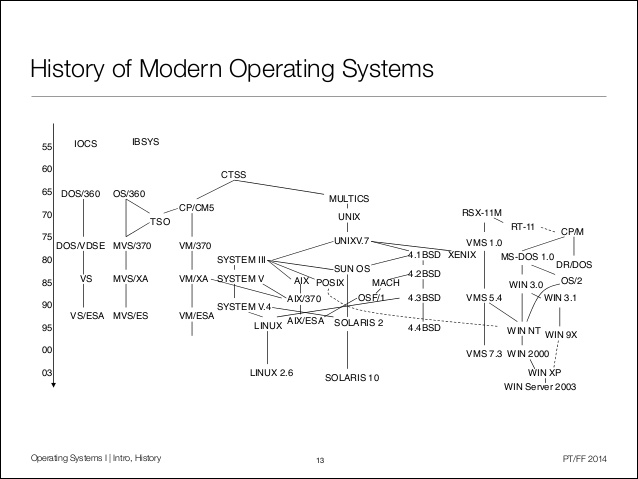 History of Modern Operating Systems
55
IOCS
IBSYS
60
CTSS
65
DOS/360
OS/360
MULTICS
CP/CM5
70
TSO
UNIX
RSX-11M
RT-11
CP/M
75
DOS/VDSE
MVS/370
VM/370
UNIXV.7
VMS 1.0
80
SYSTEM III
4.1BSD
XENIX
MS-DOS 1.0
SUN OS
DR/DOS
85
VS
MVS/XA
VM/XA
SYSTEM V
AIX
POSIX
MACH
4.2BSD
WIN 3.0
OS/2
90
AIX/370
OSF/1
4.3BSD
VMS 5.4
WIN 3.1
SYSTEM V.4
VS/ESA
MVS/ES
VM/ESA
95
LINUX
AIX/ESA
SOLARIS 2
4.4BSD
WIN NT
WIN 9X
00
VMS 7.3
WIN 2000
03
LINUX 2.6
SOLARIS 10
WIN XP
WIN Server 2003
Operating Systems I | Intro, History
13
PT/FF 2014